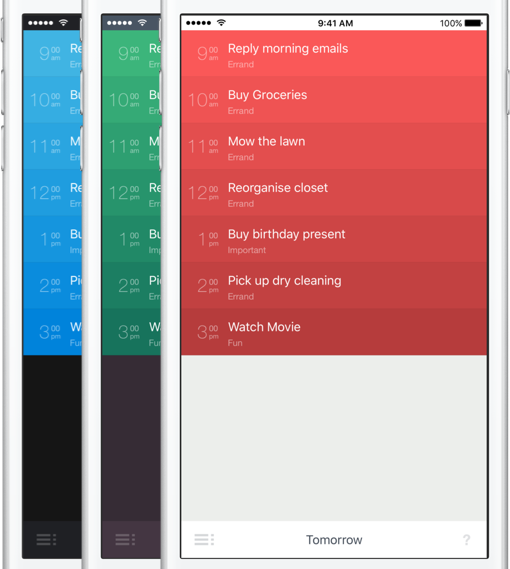 9:41 AM 100%
9 00 am Reply morning emails
Errand
10 00 am Buy Groceries
Errand
11 00 am Mow the lawn
Errand
12 00 pm Reorganise closet
Errand
1 00 pm Buy birthday present
Important
2 00 pm Pick up dry cleaning
Errand
3 00 pm Watch Movie
Fun
Tomorrow ?
9 00 am Re
Err
10 00 am Bu
Err
11 00 am M
Err
12 00 pm Re
Err
1 00 pm Bu
Imp
2 00 pm Pi
Err
3 00 pm W
Fun
9 00 am Re
Err
10 00 am Bu
Err
11 00 am M
Err
12 00 pm Re
Err
1 00 pm Bu
Imp
2 00 pm Pi
Err
3 00 pm W
Fun